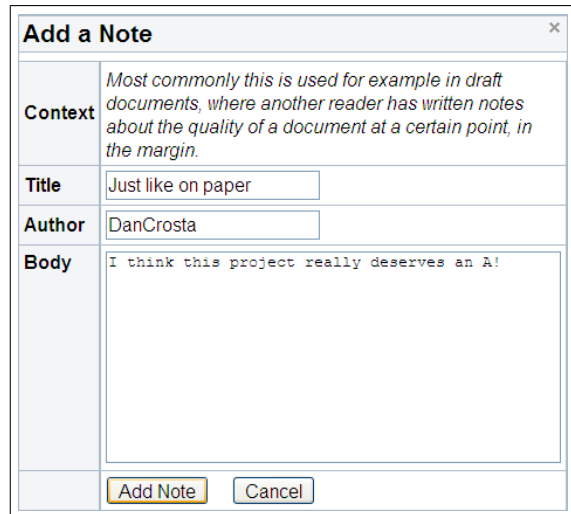 Add a Note ×
Context Most commonly this is used for example in draft
documents, where another reader has written notes
about the quality of a document at a certain point, in
the margin.
Title Just like on paper
Author DanCrosta
Body I think this project really deserves an A!
Add Note Cancel